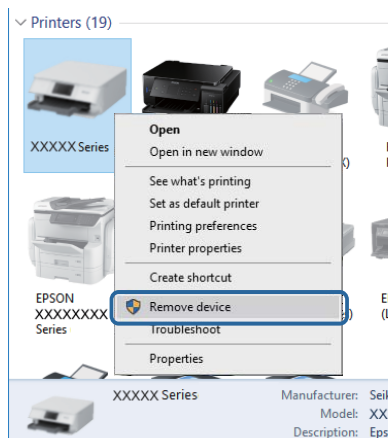 Printers (19)
XXXXX Series
Open
Open in new window
See what's printing
Set as default printer
Printing preferences
Printer properties
Create shortcut
Remove device
Troubleshoot
Properties
EPSON
XXXXXXXX
Series
XXXXX Series
Manufacturer:
Model: XX
Description: